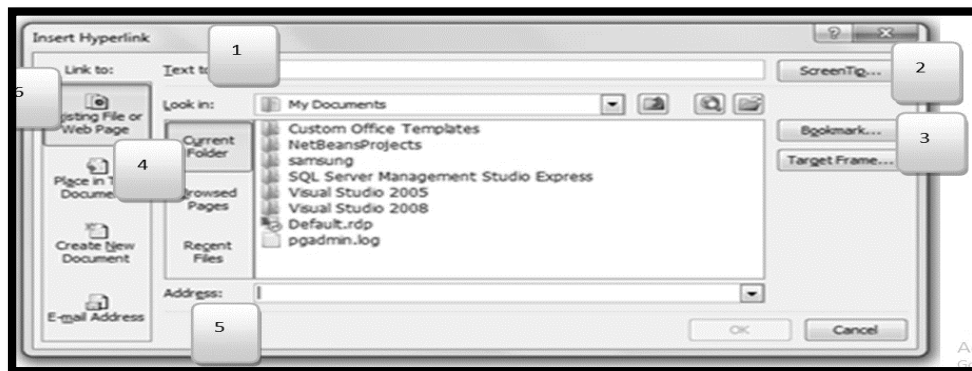 Insert Hyperlink
1
Link to:
Text to
ScreenTip...
2
6
Existing File or
Web Page
Look in:
My Documents
Bookmark...
3
Target Frame...
4
Current
Folder
Custom Office Templates
NetBeansProjects
samsung
SQL Server Management Studio Express
Visual Studio 2005
Visual Studio 2008
Default.rdp
pgadmin.log
Place in
Docume
Browsed
Pages
Create New
Document
Recent
Files
E-mail Address
Address:
5
OK
Cancel